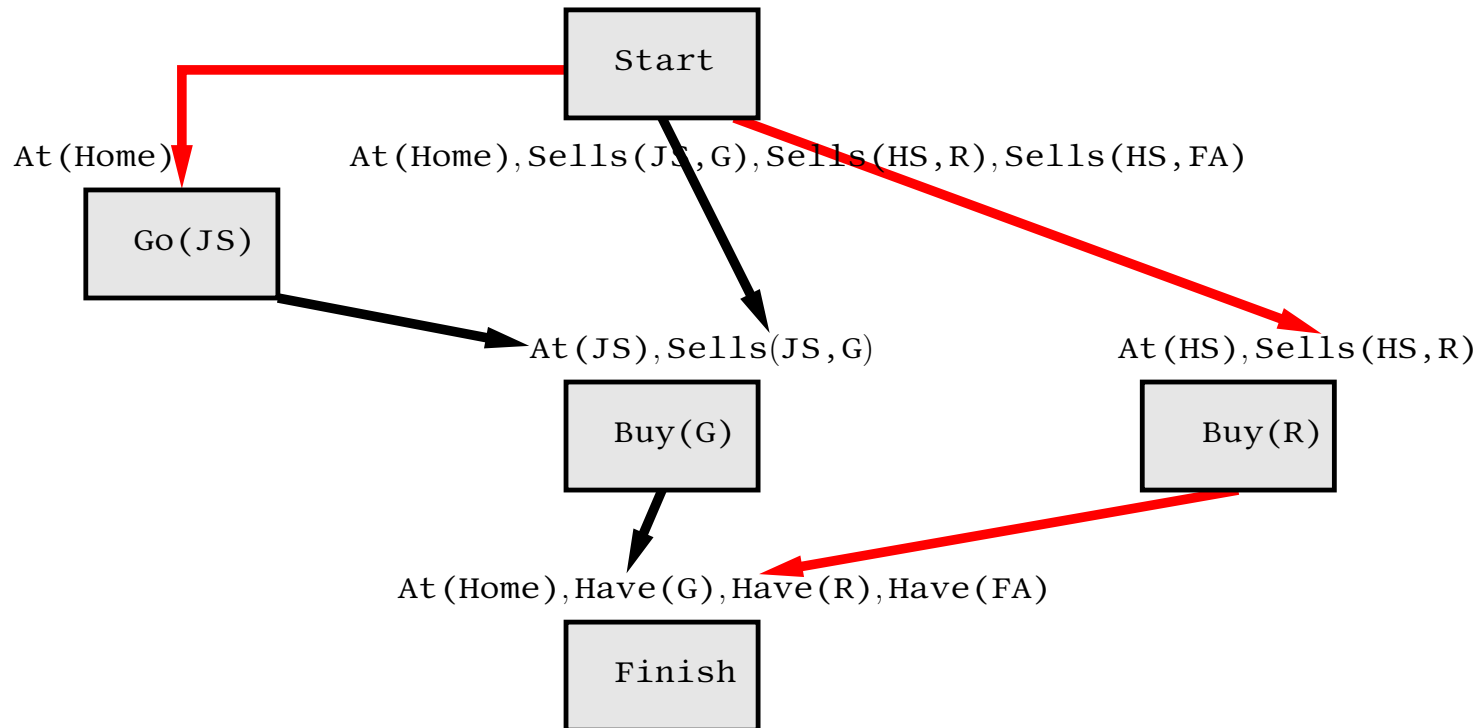 Start
At(Home)
At(Home),Sells(JS,G),Sells(HS,R),Sells(HS,FA)
Go(JS)
At(JS),Sells(JS,G)
At(HS),Sells(HS,R)
Buy(G)
Buy(R)
At(Home),Have(G),Have(R),Have(FA)
Finish